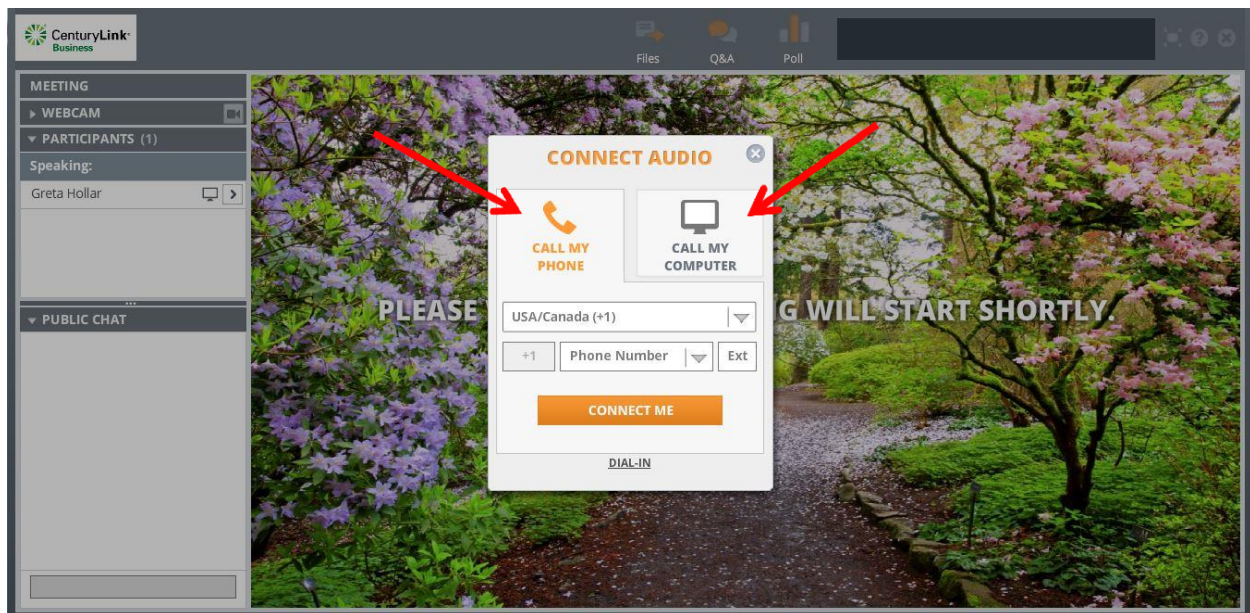 CenturyLink
Business
Files
Q&A
Poll
MEETING
WEBCAM
PARTICIPANTS (1)
Speaking:
Greta Hollar
PUBLIC CHAT
CONNECT AUDIO
CALL MY
PHONE
CALL MY
COMPUTER
PLEASE
G WILL START SHORTLY.
USA/Canada (+1)
+1
Phone Number
Ext
CONNECT ME
DIAL-IN